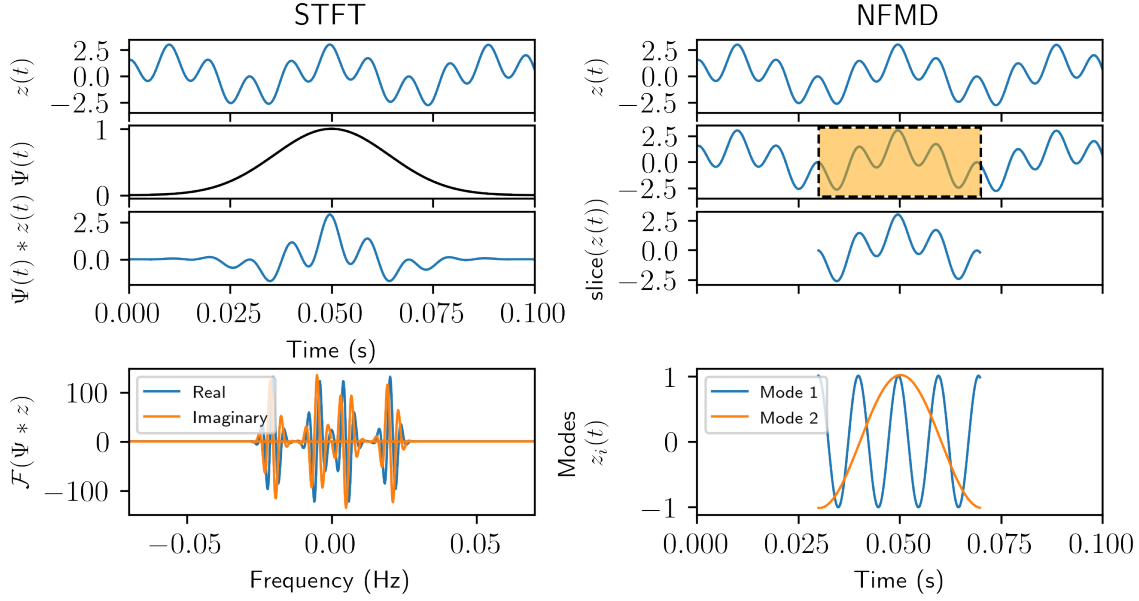 STFT
z(t)
2.5
0.0
−2.5
Ψ(t)
1
0
Ψ(t) ∗ z(t)
2.5
0.0
0.000 0.025 0.050 0.075 0.100
Time (s)
ℱ(Ψ ∗ z)
100
0
−100
Real
Imaginary
−0.05 0.00 0.05
Frequency (Hz)
NFMD
z(t)
2.5
0.0
−2.5
2.5
0.0
−2.5
slice(z(t))
2.5
0.0
−2.5
Modes
z_i(t)
1
0
−1
Mode 1
Mode 2
0.000 0.025 0.050 0.075 0.100
Time (s)